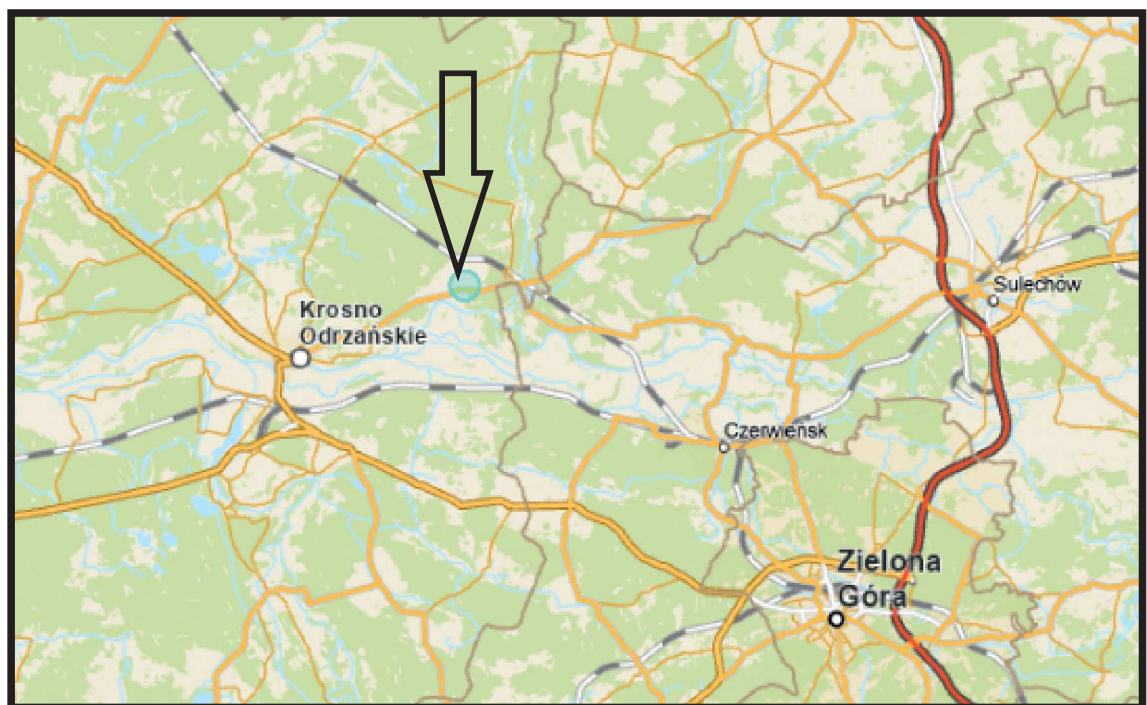 Krosno
Odrzańskie
Sulechów
Czerwieńsk
Zielona
Góra